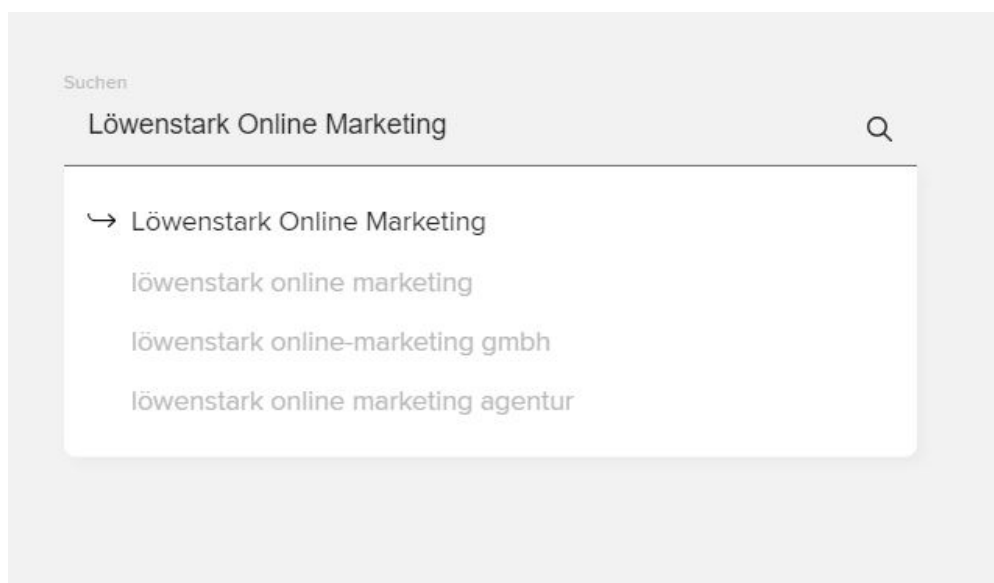 Suchen
Löwenstark Online Marketing
Löwenstark Online Marketing
löwenstark online marketing
löwenstark online-marketing gmbh
löwenstark online marketing agentur